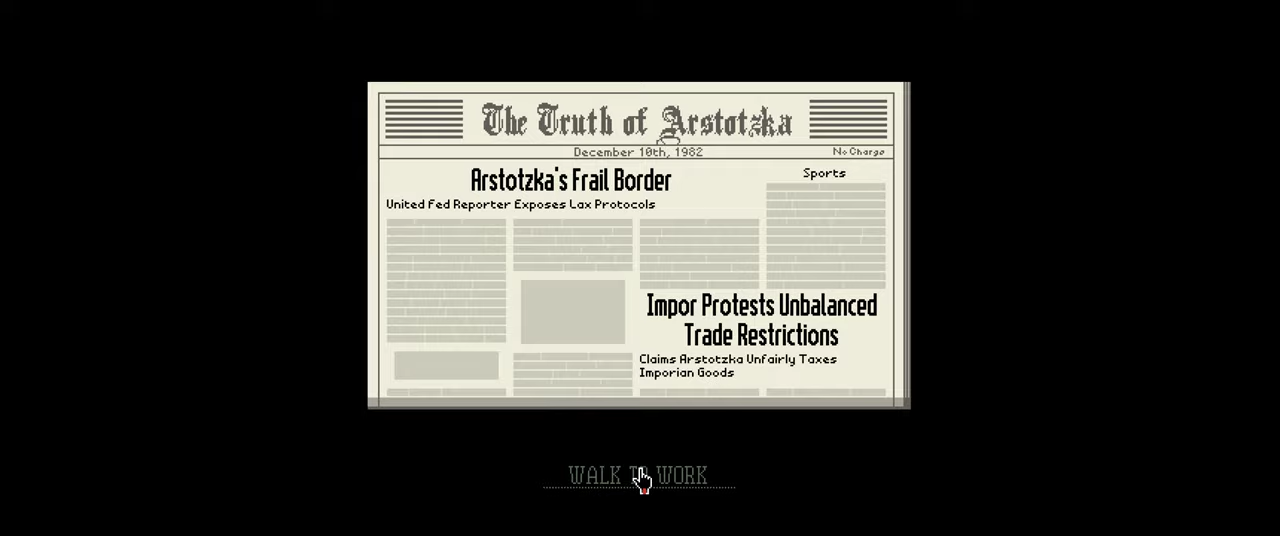 The Truth of Arstotzka
December 10th, 1982
No Charge
Arstotzka's Frail Border
United Fed Reporter Exposes Lax Protocols
Sports
Impor Protests Unbalanced
Trade Restrictions
Claims Arstotzka Unfairly Taxes
Imporian Goods
WALK TO WORK